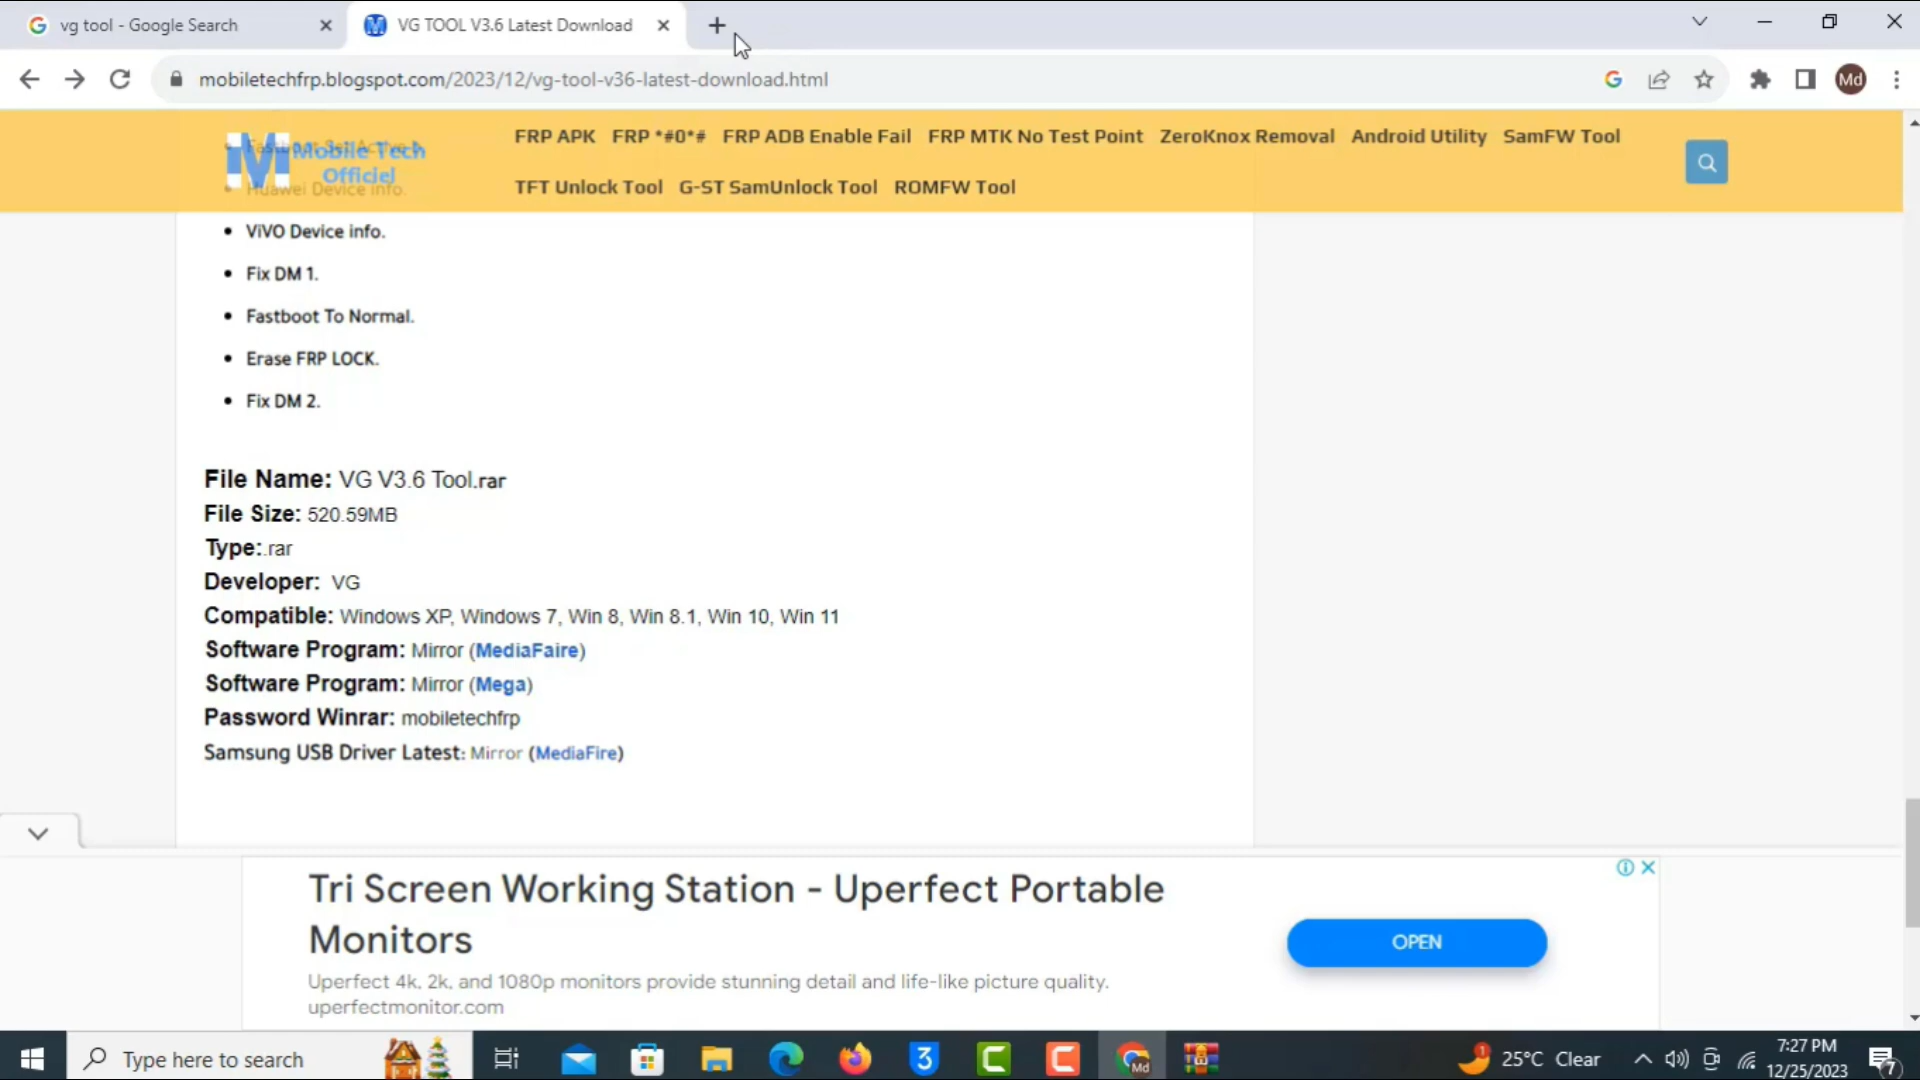 vg tool - Google Search
VG TOOL V3.6 Latest Download
mobiletechfrp.blogspot.com/2023/12/vg-tool-v36-latest-download.html
Md
Mobile Tech
Officiel
FRP APK FRP *#0*# FRP ADB Enable Fail FRP MTK No Test Point ZeroKnox Removal Android Utility SamFW Tool
TFT Unlock Tool G-ST SamUnlock Tool ROMFW Tool
Huawei Device info.
ViVO Device info.
Fix DM 1.
Fastboot To Normal.
Erase FRP LOCK.
Fix DM 2.
File Name: VG V3.6 Tool.rar
File Size: 520.59MB
Type:.rar
Developer: VG
Compatible: Windows XP, Windows 7, Win 8, Win 8.1, Win 10, Win 11
Software Program: Mirror (MediaFaire)
Software Program: Mirror (Mega)
Password Winrar: mobiletechfrp
Samsung USB Driver Latest: Mirror (MediaFire)
Tri Screen Working Station - Uperfect Portable
Monitors
Uperfect 4k, 2k, and 1080p monitors provide stunning detail and life-like picture quality.
uperfectmonitor.com
OPEN
Type here to search
25°C Clear
7:27 PM
12/25/2023
7